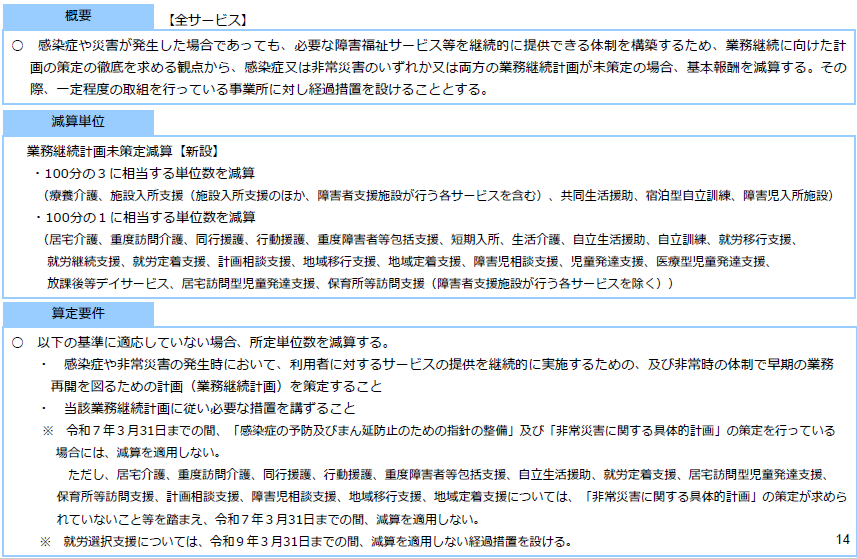 概要
【全サービス】
○　感染症や災害が発生した場合であっても、必要な障害福祉サービス等を継続的に提供できる体制を構築するため、業務継続に向けた計
画の策定の徹底を求める観点から、感染症又は非常災害のいずれか又は両方の業務継続計画が未策定の場合、基本報酬を減算する。その
際、一定程度の取組を行っている事業所に対し経過措置を設けることとする。
減算単位
業務継続計画未策定減算【新設】
・100分の３に相当する単位数を減算
（療養介護、施設入所支援（施設入所支援のほか、障害者支援施設が行う各サービスを含む）、共同生活援助、宿泊型自立訓練、障害児入所施設）
・100分の１に相当する単位数を減算
（居宅介護、重度訪問介護、同行援護、行動援護、重度障害者等包括支援、短期入所、生活介護、自立生活援助、自立訓練、就労移行支援、
就労継続支援、就労定着支援、計画相談支援、地域移行支援、地域定着支援、障害児相談支援、児童発達支援、医療型児童発達支援、
放課後等デイサービス、居宅訪問型児童発達支援、保育所等訪問支援（障害者支援施設が行う各サービスを除く））
算定要件
○　以下の基準に適応していない場合、所定単位数を減算する。
・　感染症や非常災害の発生時において、利用者に対するサービスの提供を継続的に実施するための、及び非常時の体制で早期の業務
再開を図るための計画（業務継続計画）を策定すること
・　当該業務継続計画に従い必要な措置を講ずること
※　令和７年３月31日までの間、「感染症の予防及びまん延防止のための指針の整備」及び「非常災害に関する具体的計画」の策定を行っている
場合には、減算を適用しない。
ただし、居宅介護、重度訪問介護、同行援護、行動援護、重度障害者等包括支援、自立生活援助、就労定着支援、居宅訪問型児童発達支援、
保育所等訪問支援、計画相談支援、障害児相談支援、地域移行支援、地域定着支援については、「非常災害に関する具体的計画」の策定が求めら
れていないこと等を踏まえ、令和７年３月31日までの間、減算を適用しない。
※　就労選択支援については、令和９年３月31日までの間、減算を適用しない経過措置を設ける。
14